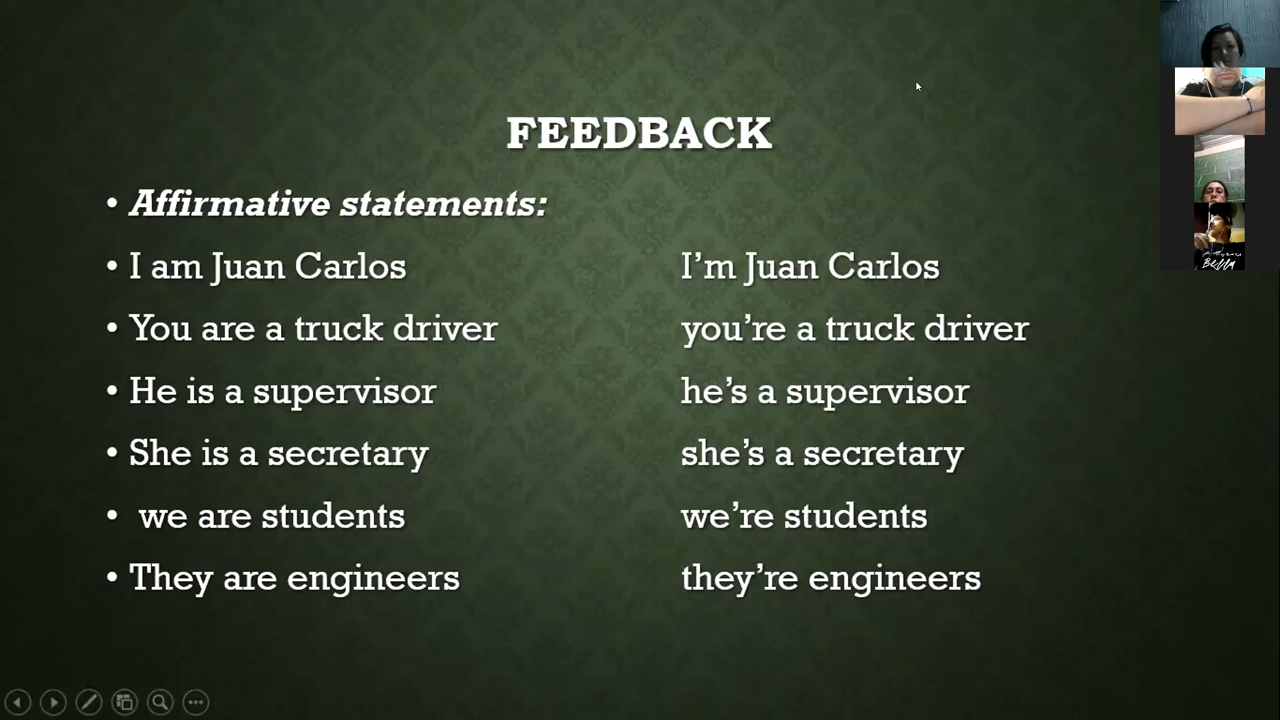 FEEDBACK
• Affirmative statements:
• I am Juan Carlos I’m Juan Carlos
• You are a truck driver you’re a truck driver
• He is a supervisor he’s a supervisor
• She is a secretary she’s a secretary
• we are students we’re students
• They are engineers they’re engineers